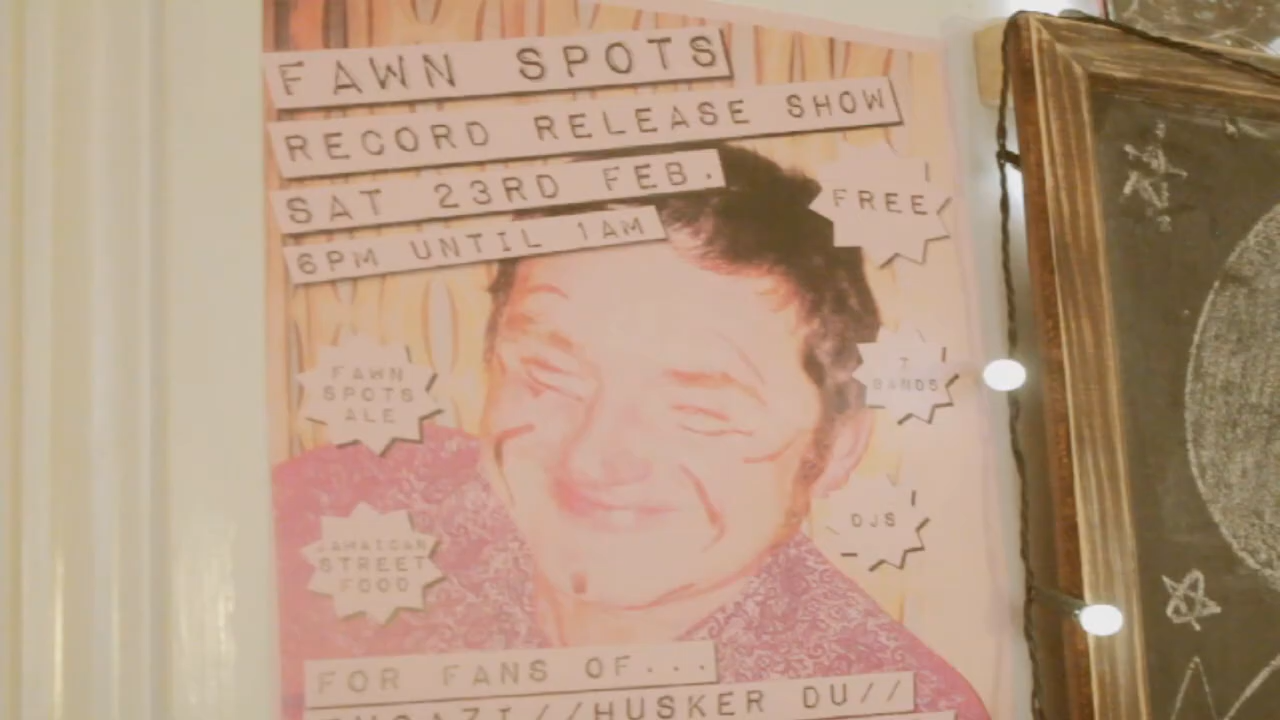 FAWN SPOTS
RECORD RELEASE SHOW
SAT 23RD FEB.
6PM UNTIL 1AM
FREE
FAWN
SPOTS
ALE
7
BANDS
JAMAICAN
STREET
FOOD
DJS
FOR FANS OF...
FUGAZI//HUSKER DU//